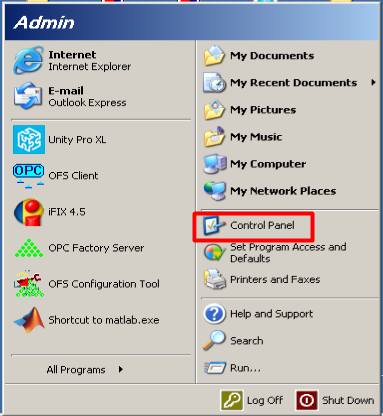 Admin
Internet
Internet Explorer
E-mail
Outlook Express
Unity Pro XL
OPC
OFS Client
iFIX 4.5
OPC Factory Server
OFS Configuration Tool
Shortcut to matlab.exe
All Programs
My Documents
My Recent Documents
My Pictures
My Music
My Computer
My Network Places
Control Panel
Set Program Access and
Defaults
Printers and Faxes
Help and Support
Search
Run...
Log Off
Shut Down